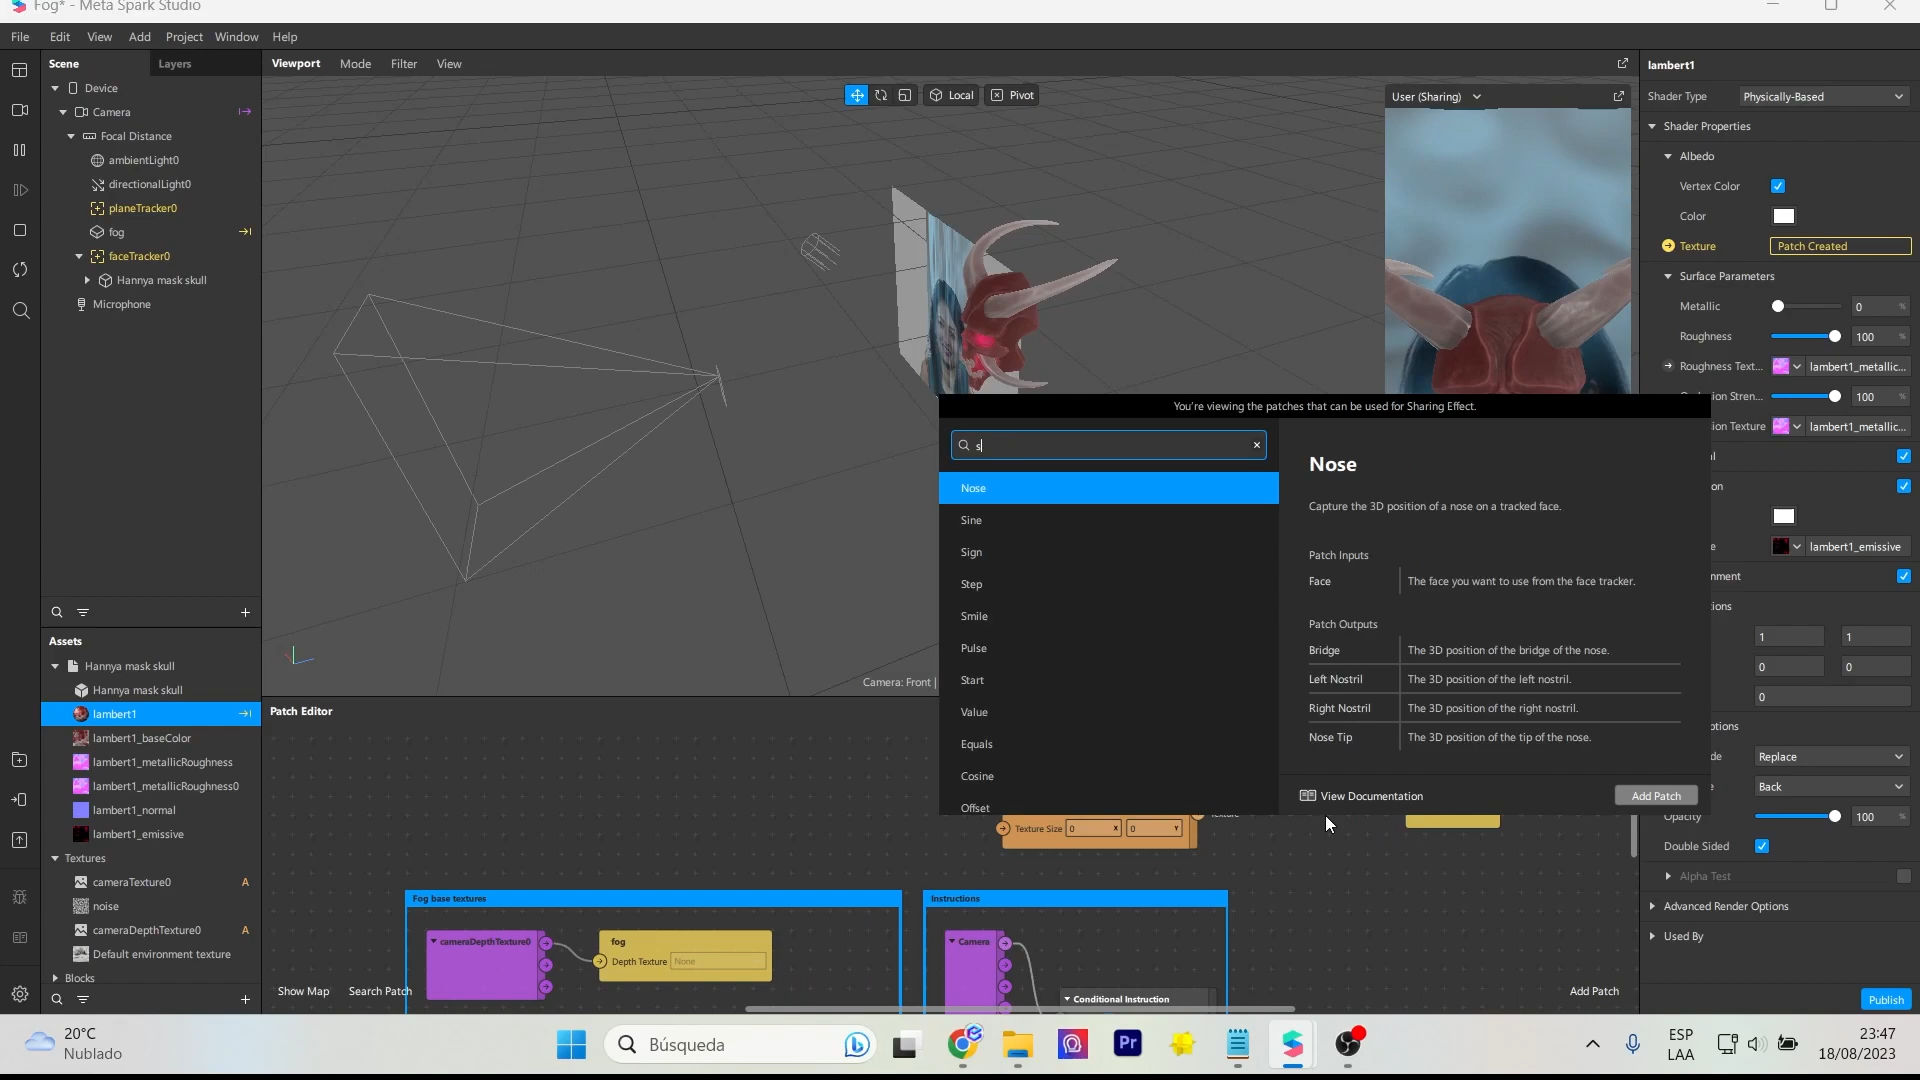 Fog* - Meta Spark Studio
File Edit View Add Project Window Help
Scene Layers
Device
Camera
Focal Distance
ambientLight0
directionalLight0
planeTracker0
fog
faceTracker0
Hannya mask skull
Microphone
Assets
Hannya mask skull
Hannya mask skull
lambert1
lambert1_baseColor
lambert1_metallicRoughness
lambert1_metallicRoughness0
lambert1_normal
lambert1_emissive
Textures
cameraTexture0 A
noise
cameraDepthTexture0 A
Default environment texture
Blocks
Viewport Mode Filter View
Local Pivot
User (Sharing)
Camera: Front |
You're viewing the patches that can be used for Sharing Effect.
s
Nose
Sine
Sign
Step
Smile
Pulse
Start
Value
Equals
Cosine
Offset
Nose
Capture the 3D position of a nose on a tracked face.
Patch Inputs
Face The face you want to use from the face tracker.
Patch Outputs
Bridge The 3D position of the bridge of the nose.
Left Nostril The 3D position of the left nostril.
Right Nostril The 3D position of the right nostril.
Nose Tip The 3D position of the tip of the nose.
View Documentation Add Patch
Patch Editor
Texture Size 0 X 0 Y
Fog base textures
cameraDepthTexture0
fog
Depth Texture None
Instructions
Camera
Conditional Instruction
Show Map Search Patch Add Patch
lambert1
Shader Type Physically-Based
Shader Properties
Albedo
Vertex Color
Color
Texture Patch Created
Surface Parameters
Metallic 0 %
Roughness 100 %
Roughness Text... lambert1_metallic...
100 %
Texture lambert1_metallic...
lambert1_emissive
1 1
0 0
0
Replace
Back
Opacity 100 %
Double Sided
Alpha Test
Advanced Render Options
Used By
Publish
20°C
Nublado
Búsqueda
Pr
ESP
LAA
23:47
18/08/2023